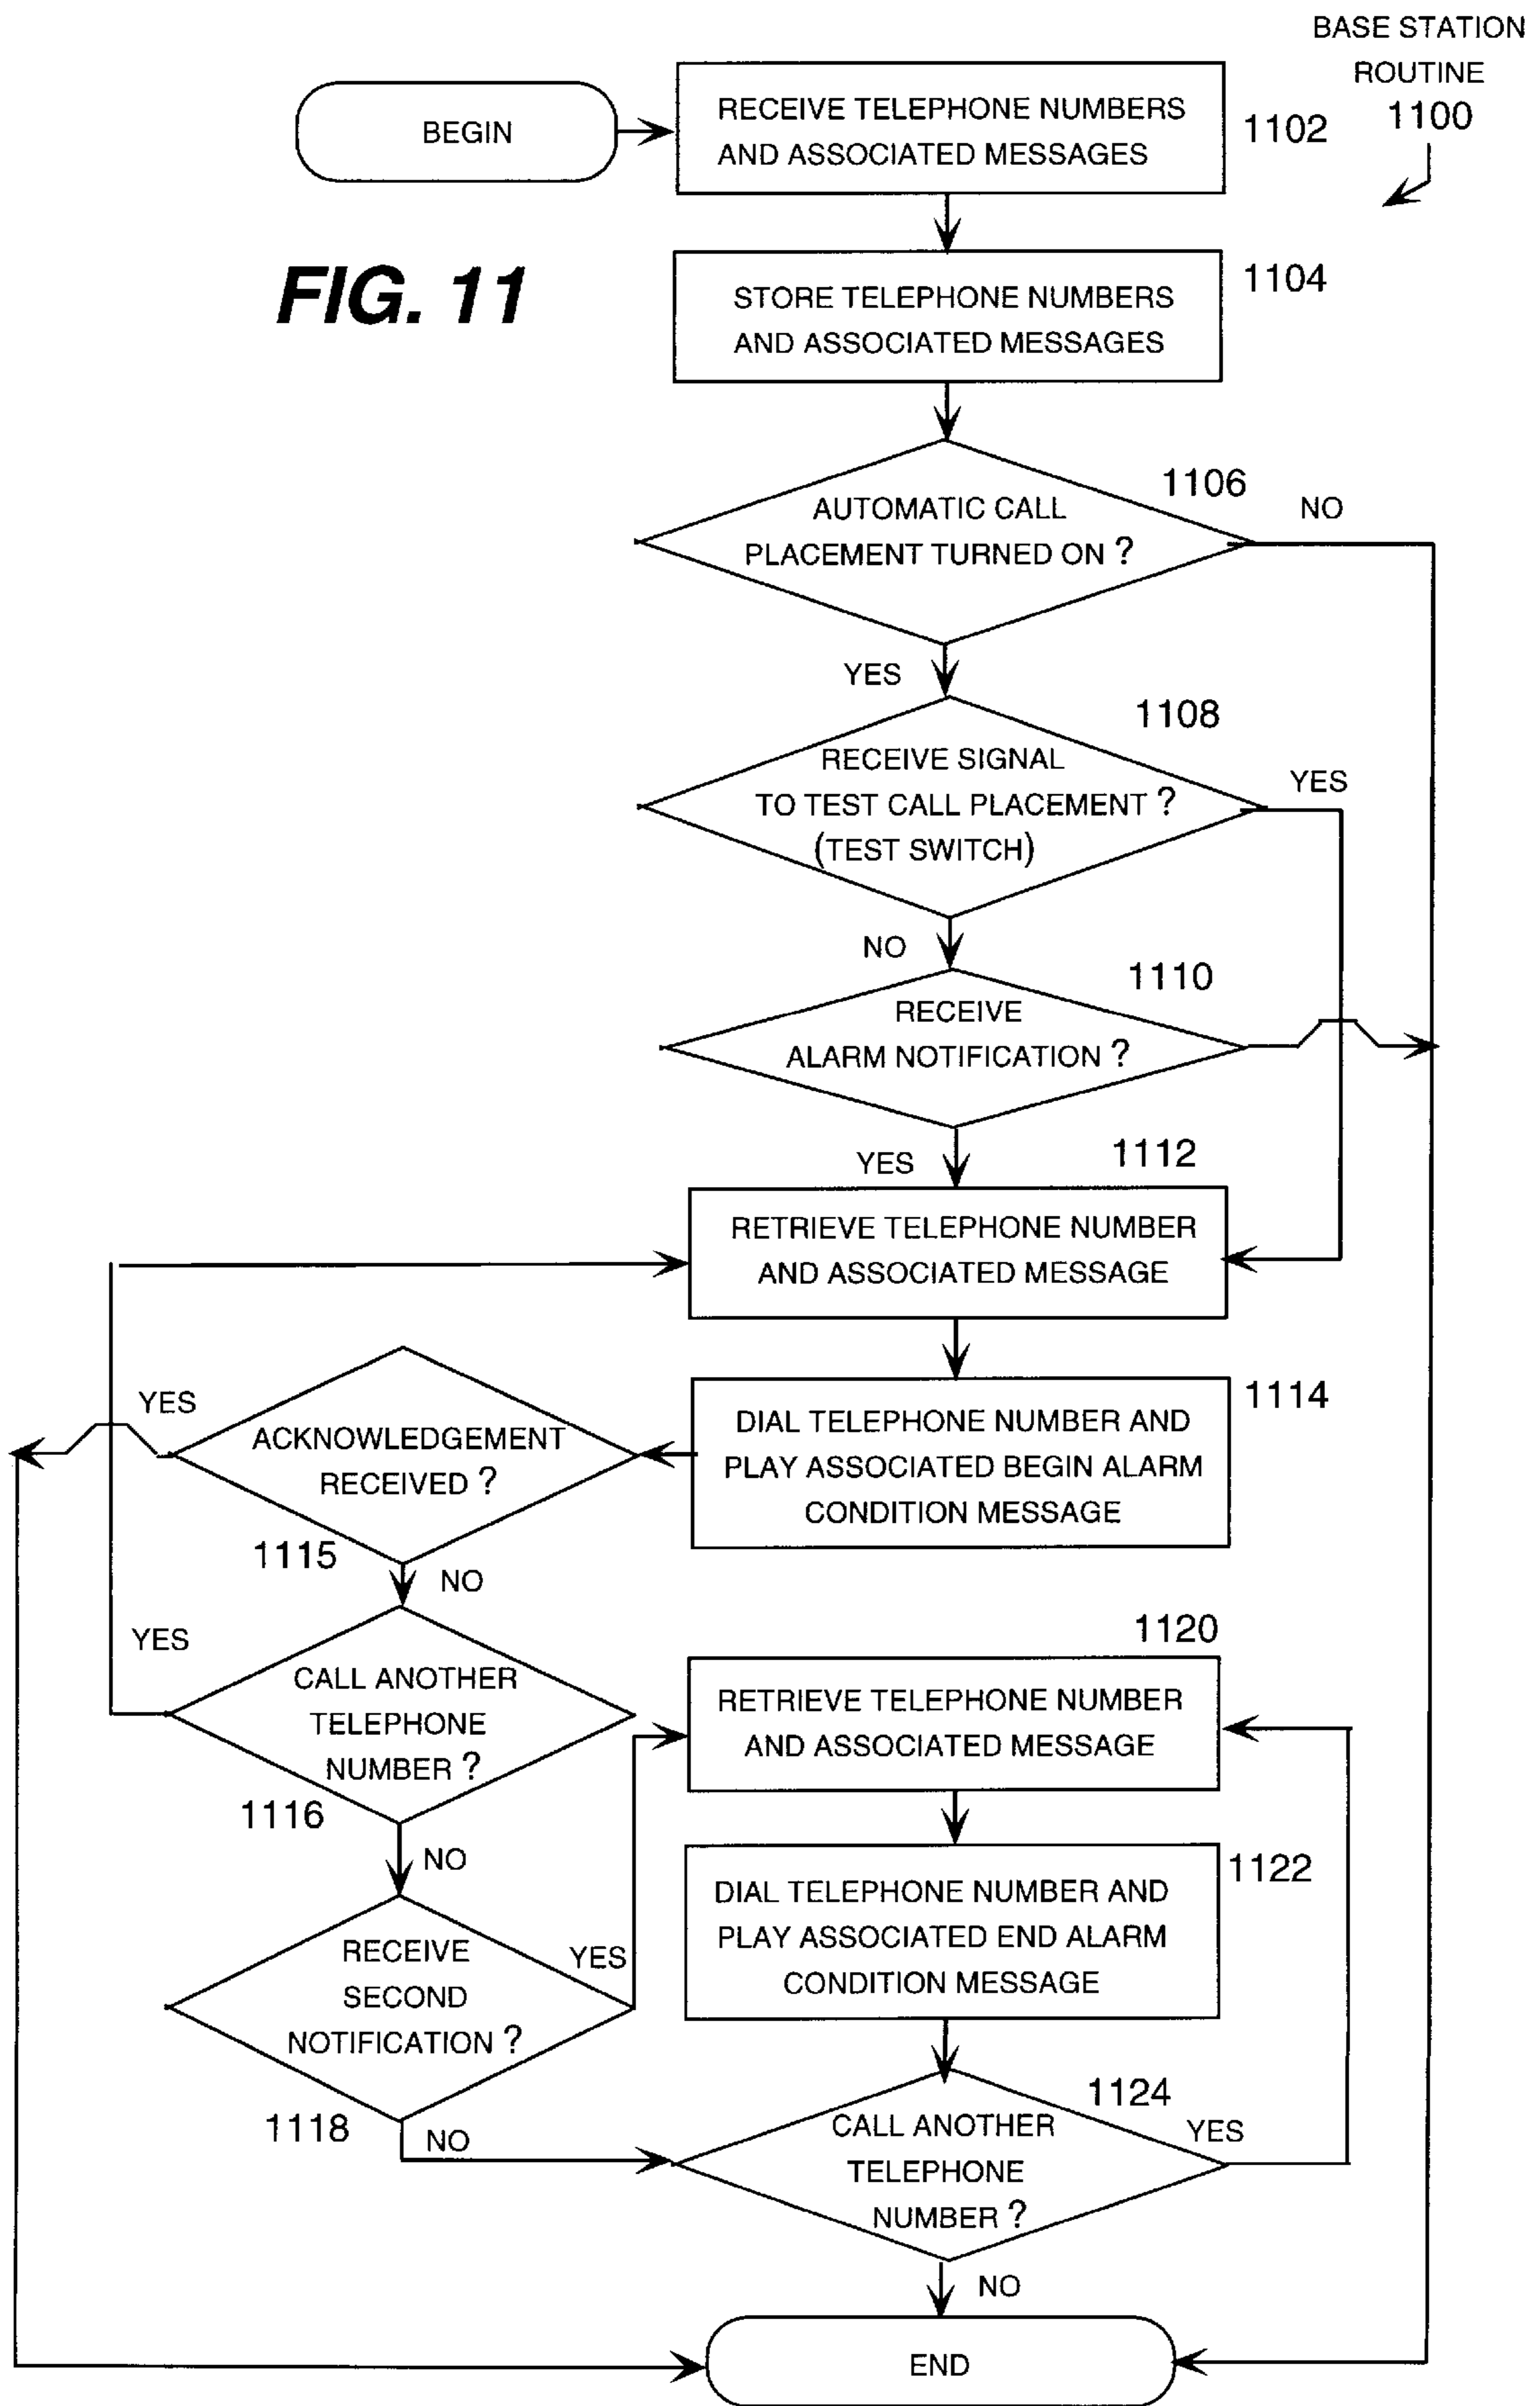 BASE STATION
ROUTINE
1100
BEGIN
RECEIVE TELEPHONE NUMBERS
AND ASSOCIATED MESSAGES
1102
FIG. 11
STORE TELEPHONE NUMBERS
AND ASSOCIATED MESSAGES
1104
AUTOMATIC CALL
PLACEMENT TURNED ON ?
1106
NO
YES
RECEIVE SIGNAL
TO TEST CALL PLACEMENT ?
(TEST SWITCH)
1108
YES
NO
RECEIVE
ALARM NOTIFICATION ?
1110
YES
1112
RETRIEVE TELEPHONE NUMBER
AND ASSOCIATED MESSAGE
DIAL TELEPHONE NUMBER AND
PLAY ASSOCIATED BEGIN ALARM
CONDITION MESSAGE
1114
YES
ACKNOWLEDGEMENT
RECEIVED ?
1115
NO
YES
CALL ANOTHER
TELEPHONE
NUMBER ?
1116
NO
1120
RETRIEVE TELEPHONE NUMBER
AND ASSOCIATED MESSAGE
DIAL TELEPHONE NUMBER AND
PLAY ASSOCIATED END ALARM
CONDITION MESSAGE
1122
RECEIVE
SECOND
NOTIFICATION ?
YES
1118
NO
CALL ANOTHER
TELEPHONE
NUMBER ?
1124
YES
NO
END